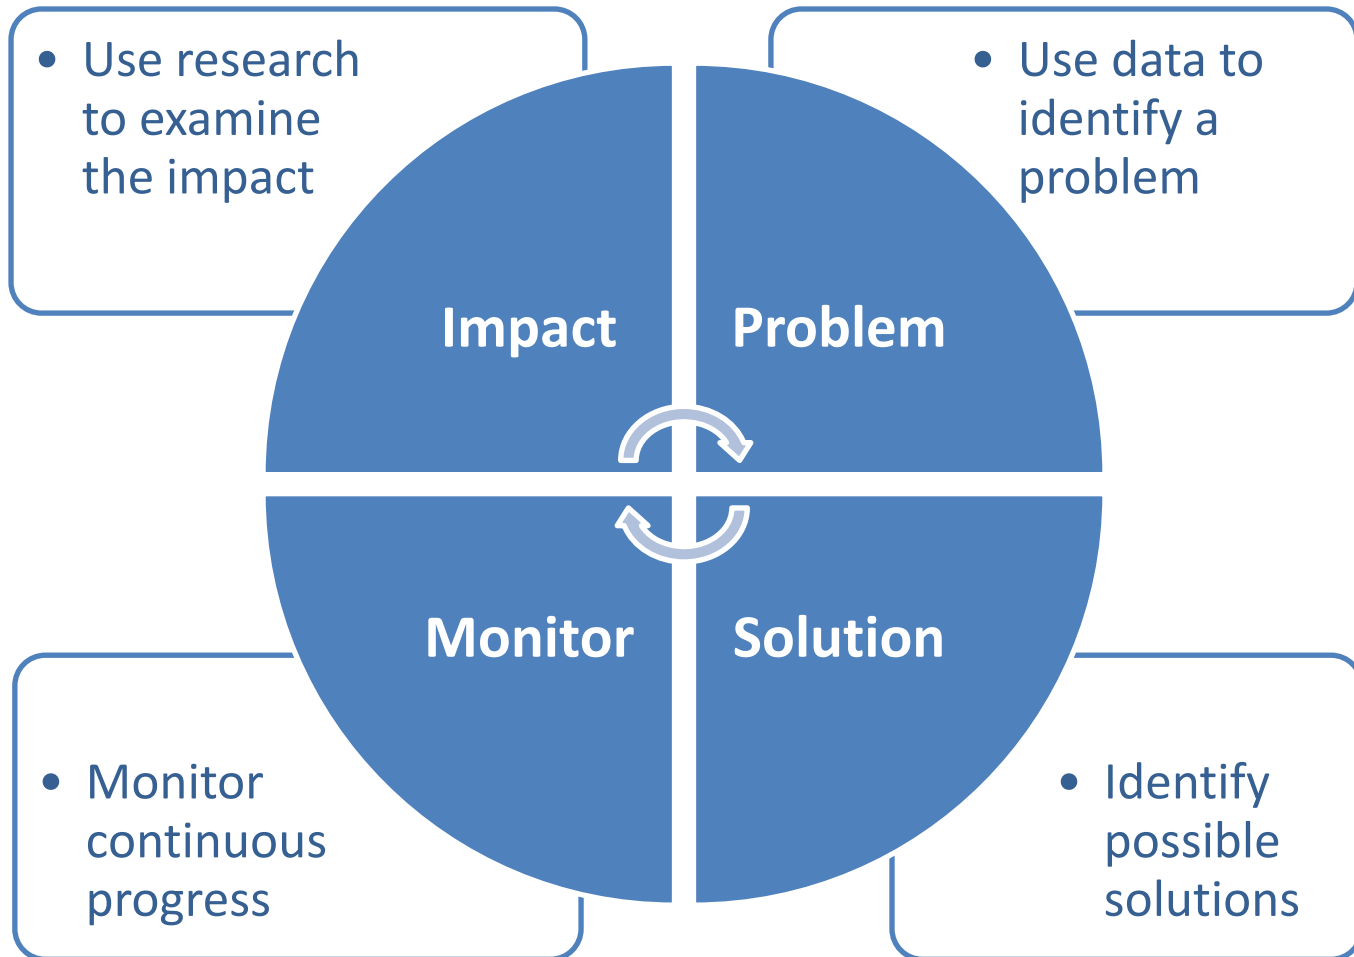 • Use research
to examine
the impact
• Use data to
identify a
problem
Impact
Problem
Monitor
Solution
• Monitor
continuous
progress
• Identify
possible
solutions